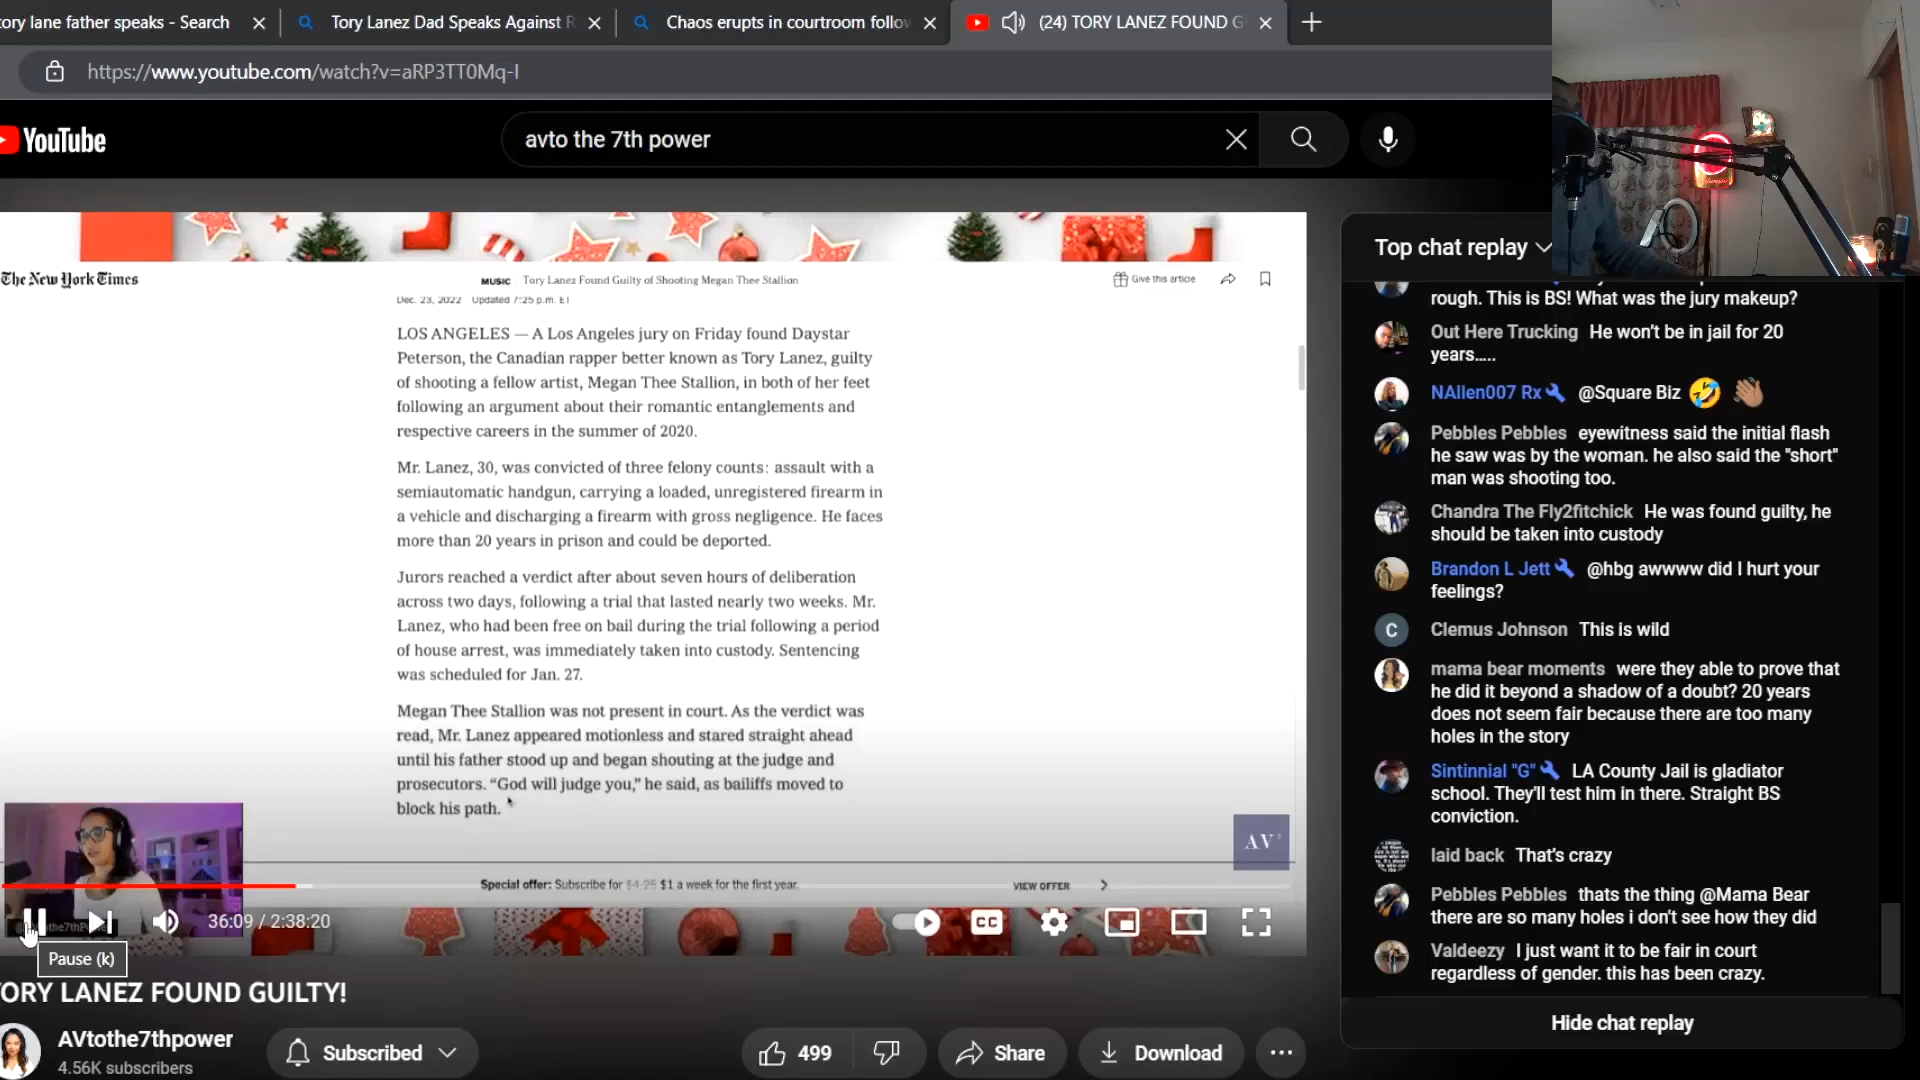 tory lane father speaks - Search
Tory Lanez Dad Speaks Against R
Chaos erupts in courtroom follov
(24) TORY LANEZ FOUND G
https://www.youtube.com/watch?v=aRP3TT0Mq-I
YouTube
avto the 7th power
The New York Times
MUSIC Tory Lanez Found Guilty of Shooting Megan Thee Stallion
Give this article
Dec. 23, 2022 Updated 7:25 p.m. ET
LOS ANGELES — A Los Angeles jury on Friday found Daystar
Peterson, the Canadian rapper better known as Tory Lanez, guilty
of shooting a fellow artist, Megan Thee Stallion, in both of her feet
following an argument about their romantic entanglements and
respective careers in the summer of 2020.
Mr. Lanez, 30, was convicted of three felony counts: assault with a
semiautomatic handgun, carrying a loaded, unregistered firearm in
a vehicle and discharging a firearm with gross negligence. He faces
more than 20 years in prison and could be deported.
Jurors reached a verdict after about seven hours of deliberation
across two days, following a trial that lasted nearly two weeks. Mr.
Lanez, who had been free on bail during the trial following a period
of house arrest, was immediately taken into custody. Sentencing
was scheduled for Jan. 27.
Megan Thee Stallion was not present in court. As the verdict was
read, Mr. Lanez appeared motionless and stared straight ahead
until his father stood up and began shouting at the judge and
prosecutors. “God will judge you,” he said, as bailiffs moved to
block his path.
AV
Special offer: Subscribe for $4.25 $1 a week for the first year.
VIEW OFFER
36:09 / 2:38:20
CC
Pause (k)
TORY LANEZ FOUND GUILTY!
AVtothe7thpower
4.56K subscribers
Subscribed
499
Share
Download
Top chat replay
rough. This is BS! What was the jury makeup?
Out Here Trucking He won't be in jail for 20
years.....
NAllen007 Rx @Square Biz 🤣 👋🏽
Pebbles Pebbles eyewitness said the initial flash
he saw was by the woman. he also said the "short"
man was shooting too.
Chandra The Fly2fitchick He was found guilty, he
should be taken into custody
Brandon L Jett @hbg awwww did I hurt your
feelings?
C
Clemus Johnson This is wild
mama bear moments were they able to prove that
he did it beyond a shadow of a doubt? 20 years
does not seem fair because there are too many
holes in the story
Sintinnial "G" LA County Jail is gladiator
school. They'll test him in there. Straight BS
conviction.
laid back That's crazy
Pebbles Pebbles thats the thing @Mama Bear
there are so many holes i don't see how they did
Valdeezy I just want it to be fair in court
regardless of gender. this has been crazy.
Hide chat replay